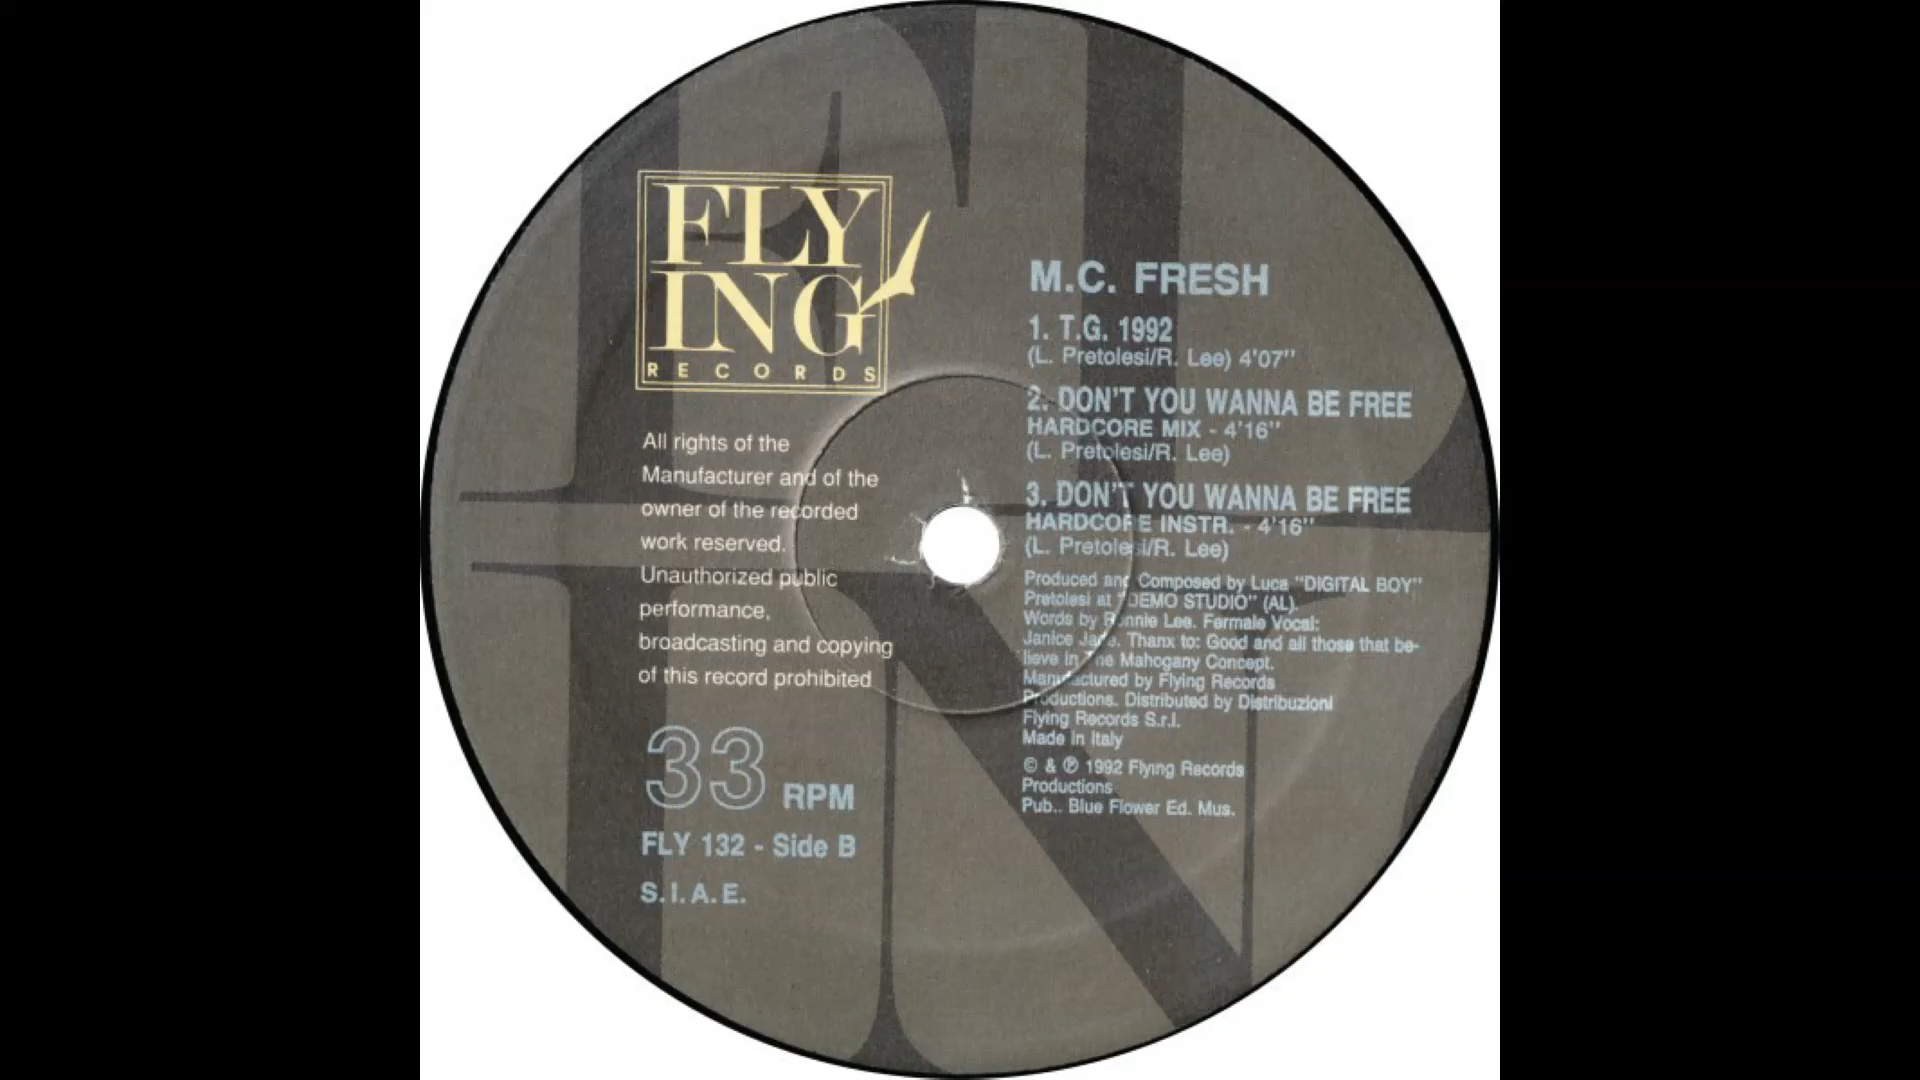 FLY
ING
RECORDS
All rights of the
Manufacturer and of the
owner of the recorded
work reserved.
Unauthorized public
performance,
broadcasting and copying
of this record prohibited
33 RPM
FLY 132 - Side B
S.I.A.E.
M.C. FRESH
1. T.G. 1992
(L. Pretolesi/R. Lee) 4'07"
2. DON'T YOU WANNA BE FREE
HARDCORE MIX - 4'16"
(L. Pretolesi/R. Lee)
3. DON'T YOU WANNA BE FREE
HARDCORE INSTR. - 4'16"
(L. Pretolesi/R. Lee)
Produced and Composed by Luca "DIGITAL BOY"
Pretolesi at "DEMO STUDIO" (AL).
Words by Ronnie Lee. Fermale Vocal:
Janice Jade. Thanx to: Good and all those that be-
lieve in The Mahogany Concept.
Manufactured by Flying Records
Productions. Distributed by Distribuzioni
Flying Records S.r.l.
Made in Italy
© & ℗ 1992 Flying Records
Productions
Pub.. Blue Flower Ed. Mus.